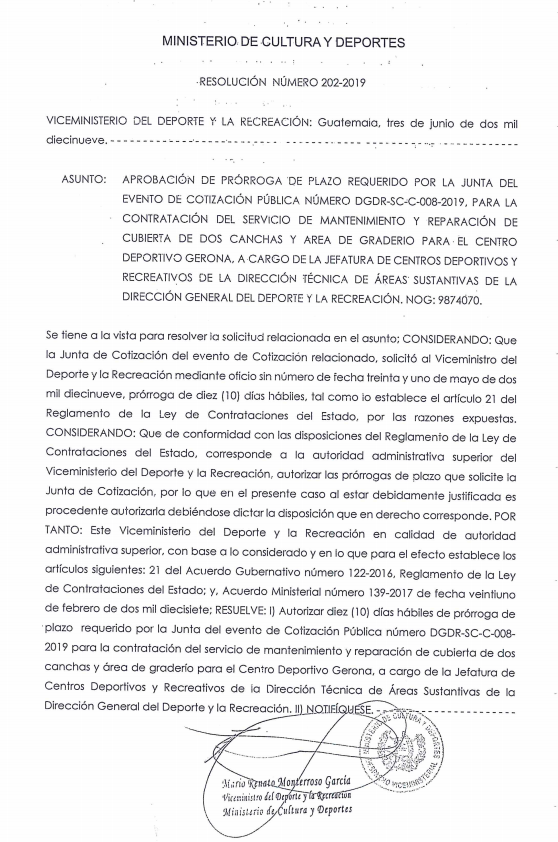 MINISTERIO DE CULTURA Y DEPORTES
RESOLUCIÓN NÚMERO 202-2019
VICEMINISTERIO DEL DEPORTE Y LA RECREACIÓN: Guatemala, tres de junio de dos mil
diecinueve. - - - - - - - - - - - - - - - - - - - - - - - - - - - - - - - - - - - - - - - - - - - - - - - - - - - - - -
ASUNTO: APROBACIÓN DE PRÓRROGA DE PLAZO REQUERIDO POR LA JUNTA DEL
EVENTO DE COTIZACIÓN PÚBLICA NÚMERO DGDR-SC-C-008-2019, PARA LA
CONTRATACIÓN DEL SERVICIO DE MANTENIMIENTO Y REPARACIÓN DE
CUBIERTA DE DOS CANCHAS Y AREA DE GRADERIO PARA EL CENTRO
DEPORTIVO GERONA, A CARGO DE LA JEFATURA DE CENTROS DEPORTIVOS Y
RECREATIVOS DE LA DIRECCIÓN TÉCNICA DE ÁREAS SUSTANTIVAS DE LA
DIRECCIÓN GENERAL DEL DEPORTE Y LA RECREACIÓN. NOG: 9874070.
Se tiene a la vista para resolver la solicitud relacionada en el asunto; CONSIDERANDO: Que
la Junta de Cotización del evento de Cotización relacionado, solicitó al Viceministro del
Deporte y la Recreación mediante oficio sin número de fecha treinta y uno de mayo de dos
mil diecinueve, prórroga de diez (10) días hábiles, tal como lo establece el artículo 21 del
Reglamento de la Ley de Contrataciones del Estado, por las razones expuestas.
CONSIDERANDO: Que de conformidad con las disposiciones del Reglamento de la Ley de
Contrataciones del Estado, corresponde a la autoridad administrativa superior del
Viceministerio del Deporte y la Recreación, autorizar las prórrogas de plazo que solicite la
Junta de Cotización, por lo que en el presente caso al estar debidamente justificada es
procedente autorizarla debiéndose dictar la disposición que en derecho corresponde. POR
TANTO: Este Viceministerio del Deporte y la Recreación en calidad de autoridad
administrativa superior, con base a lo considerado y en lo que para el efecto establece los
artículos siguientes: 21 del Acuerdo Gubernativo número 122-2016, Reglamento de la Ley
de Contrataciones del Estado; y, Acuerdo Ministerial número 139-2017 de fecha veintiuno
de febrero de dos mil diecisiete; RESUELVE: I) Autorizar diez (10) días hábiles de prórroga de
plazo requerido por la Junta del evento de Cotización Pública número DGDR-SC-C-008-
2019 para la contratación del servicio de mantenimiento y reparación de cubierta de dos
canchas y área de graderio para el Centro Deportivo Gerona, a cargo de la Jefatura de
Centros Deportivos y Recreativos de la Dirección Técnica de Áreas Sustantivas de la
Dirección General del Deporte y la Recreación. II) NOTIFÍQUESE. - - - - - - - - - - - - - - - - - - - -
MINISTERIO DE CULTURA Y DEPORTES
DESPACHO VICEMINISTERIAL
Mario Renato Monterroso García
Viceministro del Deporte y la Recreación
Ministerio de Cultura y Deportes